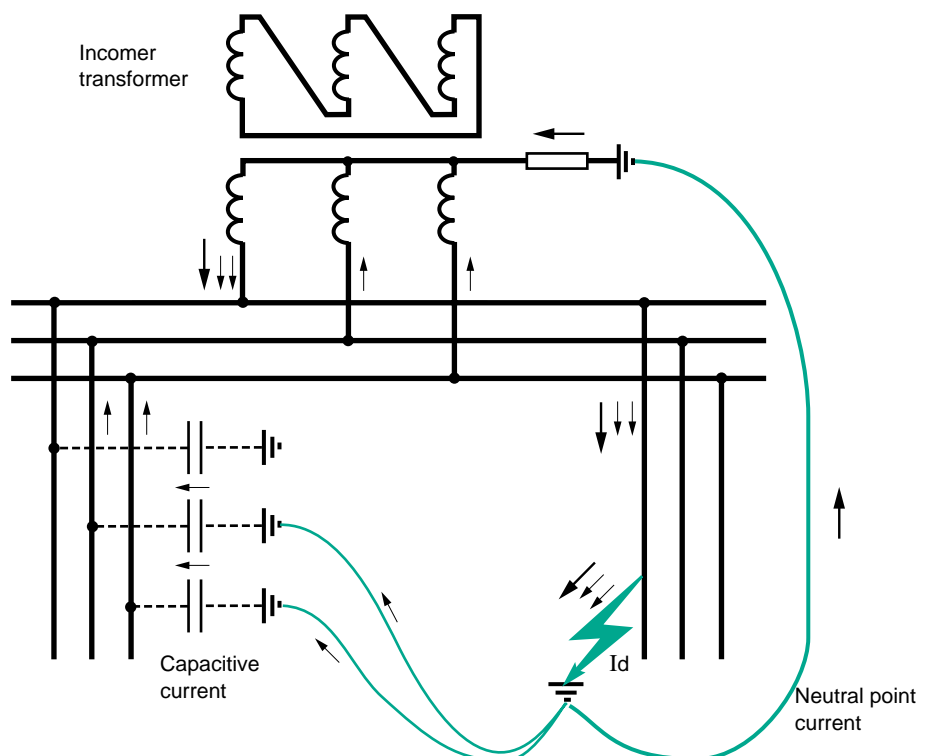 Incomer
transformer
Capacitive
current
Id
Neutral point
current